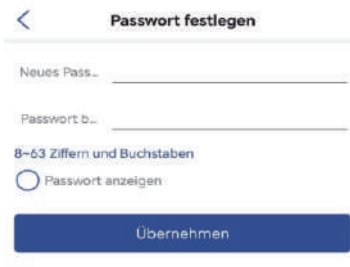 Passwort festlegen
Neues Pass...
Passwort b...
8~63 Ziffern und Buchstaben
Passwort anzeigen
Übernehmen